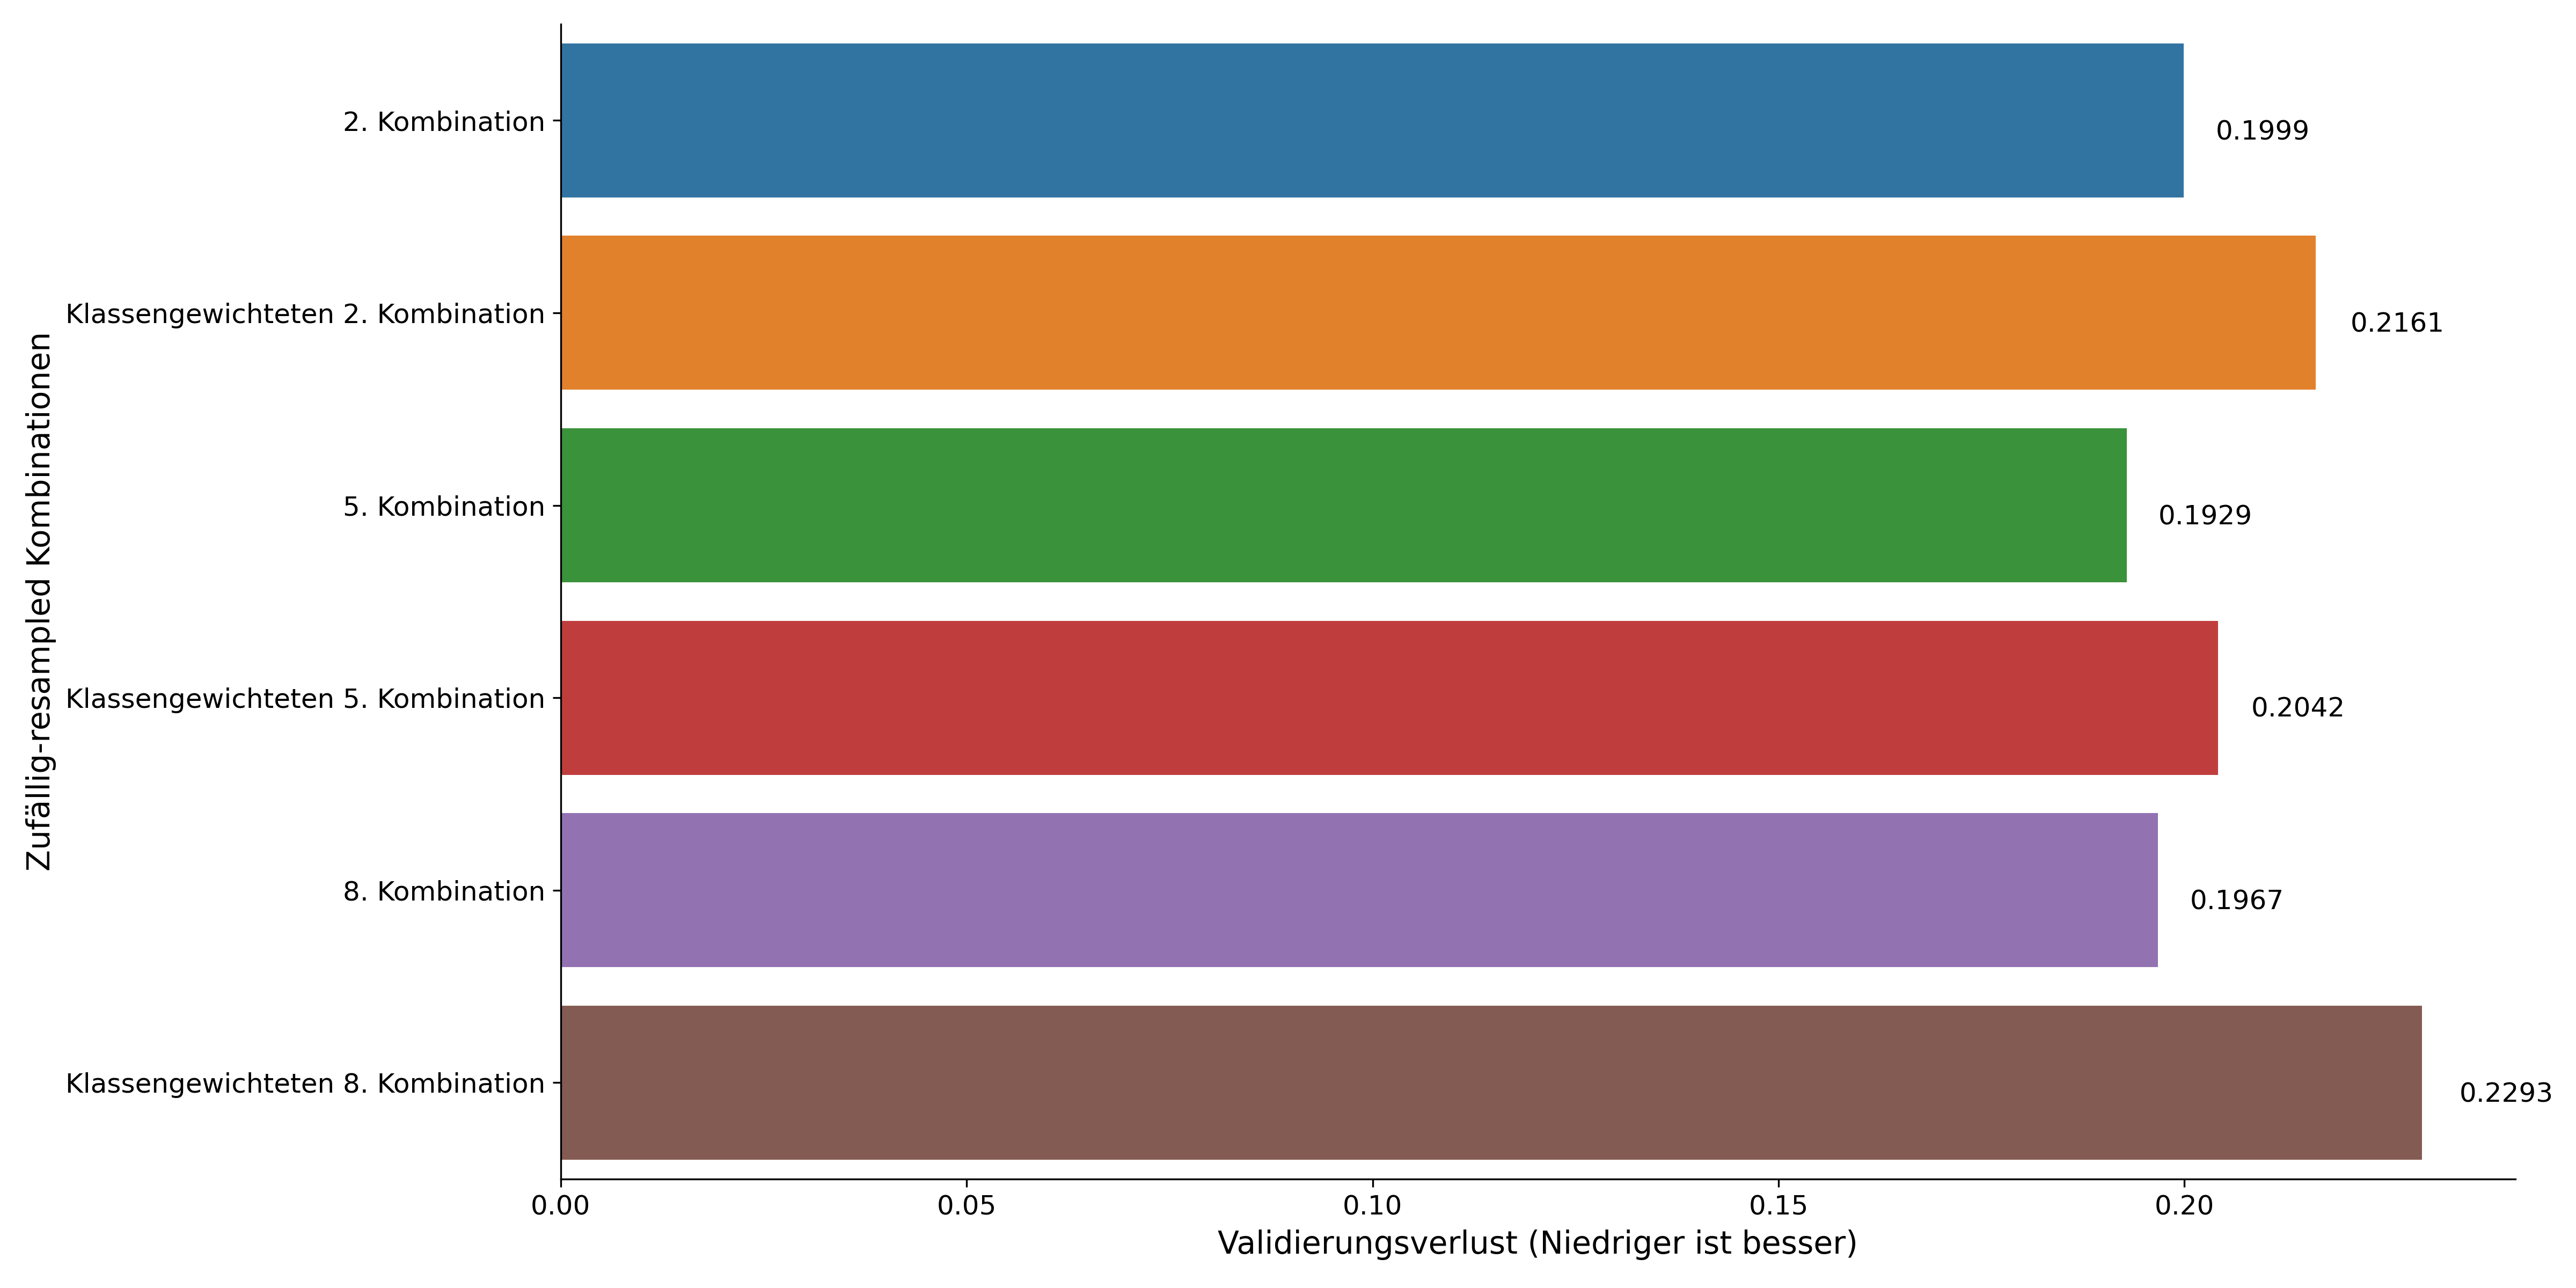 Zufällig-resampled Kombinationen
2. Kombination
0.1999
Klassengewichteten 2. Kombination
0.2161
5. Kombination
0.1929
Klassengewichteten 5. Kombination
0.2042
8. Kombination
0.1967
Klassengewichteten 8. Kombination
0.2293
0.00 0.05 0.10 0.15 0.20
Validierungsverlust (Niedriger ist besser)